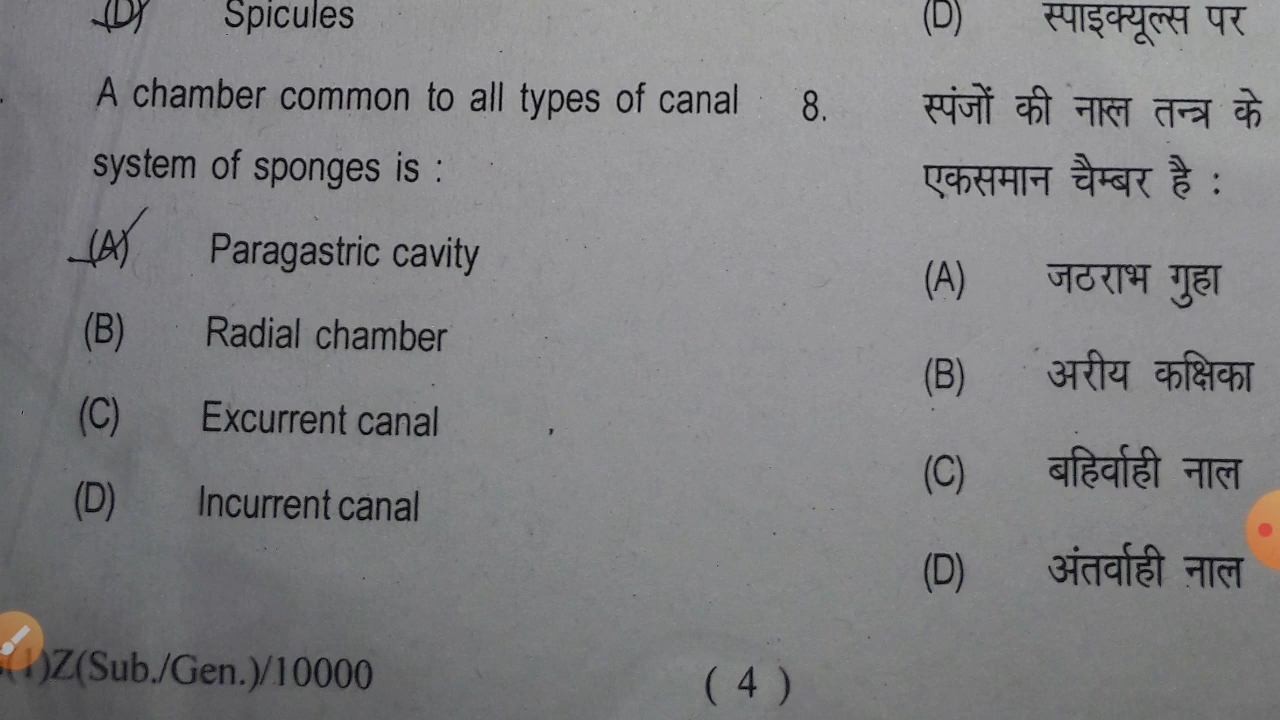 (D) Spicules
A chamber common to all types of canal
system of sponges is :
(A) Paragastric cavity
(B) Radial chamber
(C) Excurrent canal
(D) Incurrent canal
(D) स्पाइक्यूल्स पर
8. स्पंजों की नाल तन्त्र के
एकसमान चैम्बर है :
(A) जठराभ गुहा
(B) अरीय कक्षिका
(C) बहिर्वाही नाल
(D) अंतर्वाही नाल
(1)Z(Sub./Gen.)/10000
( 4 )